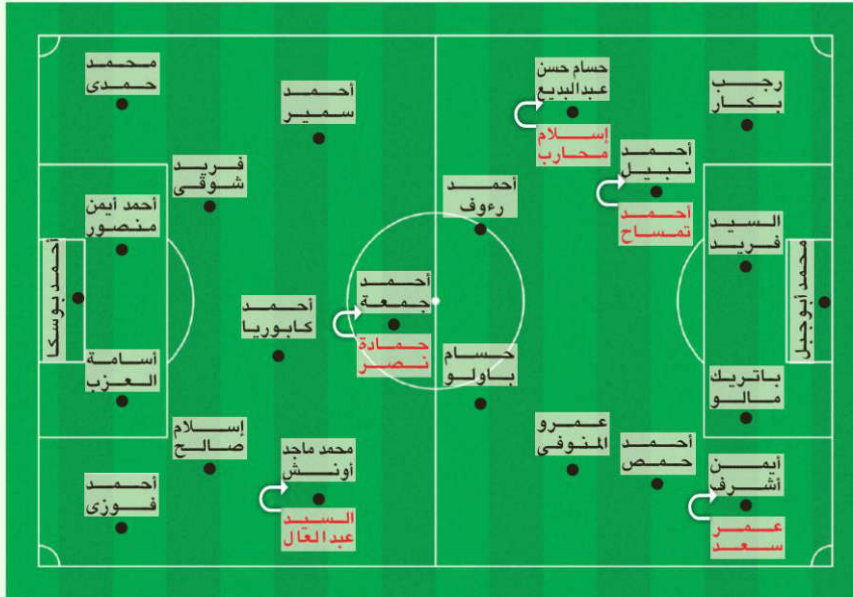 محمد
حمدى
أحمد
سمير
حسام حسن
عبدالبديع
إسلام
محارب
رجب
بكار
فريد
شوقى
أحمد
نبيل
أحمد
تمساح
أحمد أيمن
منصور
أحمد
رءوف
السيد
فريد
أحمد بوسكا
محمد أبوجبل
أحمد
جمعة
حمادة
نصر
أحمد
كابوريا
أسامة
العزب
حسام
باولو
باتريك
مالو
إسلام
صالح
محمد ماجد
أونش
السيد
عبدالعال
عمرو
المنوفى
أحمد
حمص
أيمن
أشرف
عمر
سعد
أحمد
فوزى